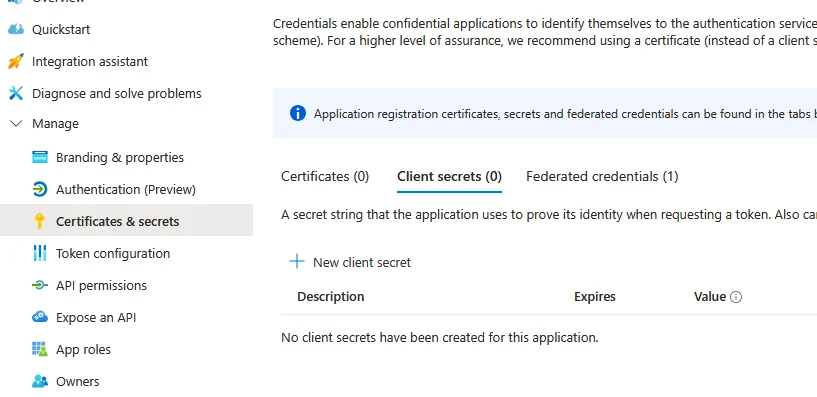 Overview
Quickstart
Integration assistant
Diagnose and solve problems
Manage
Branding & properties
Authentication (Preview)
Certificates & secrets
Token configuration
API permissions
Expose an API
App roles
Owners
Credentials enable confidential applications to identify themselves to the authentication service
scheme). For a higher level of assurance, we recommend using a certificate (instead of a client s
Application registration certificates, secrets and federated credentials can be found in the tabs b
Certificates (0)
Client secrets (0)
Federated credentials (1)
A secret string that the application uses to prove its identity when requesting a token. Also ca
New client secret
Description Expires Value
No client secrets have been created for this application.